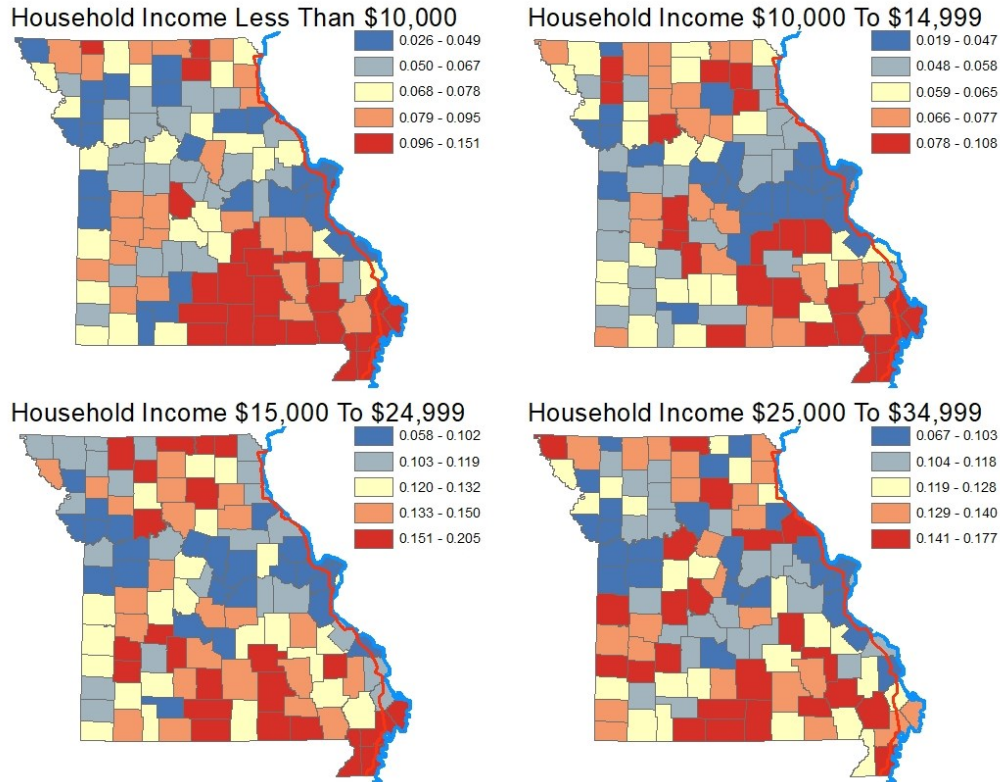 Household Income Less Than $10,000
0.026 - 0.049
0.050 - 0.067
0.068 - 0.078
0.079 - 0.095
0.096 - 0.151
Household Income $10,000 To $14,999
0.019 - 0.047
0.048 - 0.058
0.059 - 0.065
0.066 - 0.077
0.078 - 0.108
Household Income $15,000 To $24,999
0.058 - 0.102
0.103 - 0.119
0.120 - 0.132
0.133 - 0.150
0.151 - 0.205
Household Income $25,000 To $34,999
0.067 - 0.103
0.104 - 0.118
0.119 - 0.128
0.129 - 0.140
0.141 - 0.177